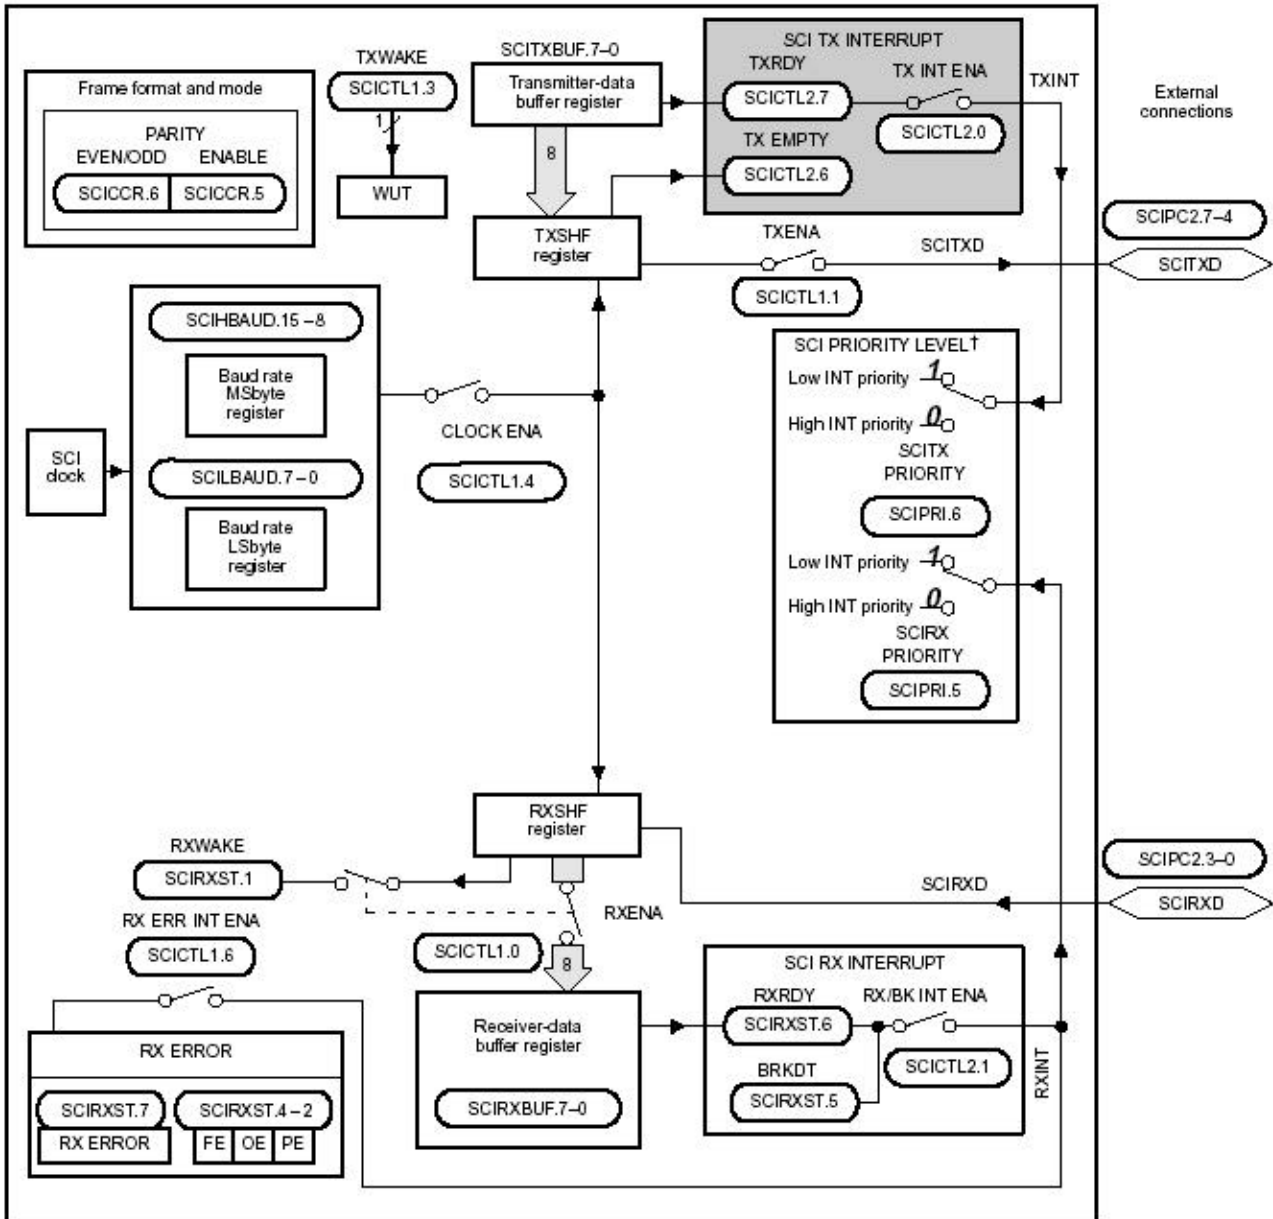 Frame format and mode
PARITY
EVEN/ODD ENABLE
SCICCR.6 SCICCR.5
TXWAKE
SCICTL1.3
1
WUT
SCITXBUF.7–0
Transmitter-data
buffer register
8
TXSHF
register
SCI TX INTERRUPT
TXRDY
TX INT ENA
SCICTL2.7
SCICTL2.0
TX EMPTY
SCICTL2.6
TXINT
External
connections
TXENA
SCICTL1.1
SCITXD
SCIPC2.7–4
SCITXD
SCI
clock
SCIHBAUD.15–8
Baud rate
MSbyte
register
SCILBAUD.7–0
Baud rate
LSbyte
register
CLOCK ENA
SCICTL1.4
SCI PRIORITY LEVEL†
Low INT priority 1
High INT priority 0
SCITX
PRIORITY
SCIPRI.6
Low INT priority 1
High INT priority 0
SCIRX
PRIORITY
SCIPRI.5
RXSHF
register
RXWAKE
SCIRXST.1
RX ERR INT ENA
SCICTL1.6
RXENA
SCICTL1.0
8
SCIRXD
SCIPC2.3–0
SCIRXD
RX ERROR
SCIRXST.7
SCIRXST.4–2
RX ERROR
FE OE PE
Receiver-data
buffer register
SCIRXBUF.7–0
SCI RX INTERRUPT
RXRDY
RX/BK INT ENA
SCIRXST.6
SCICTL2.1
BRKDT
SCIRXST.5
RXINT